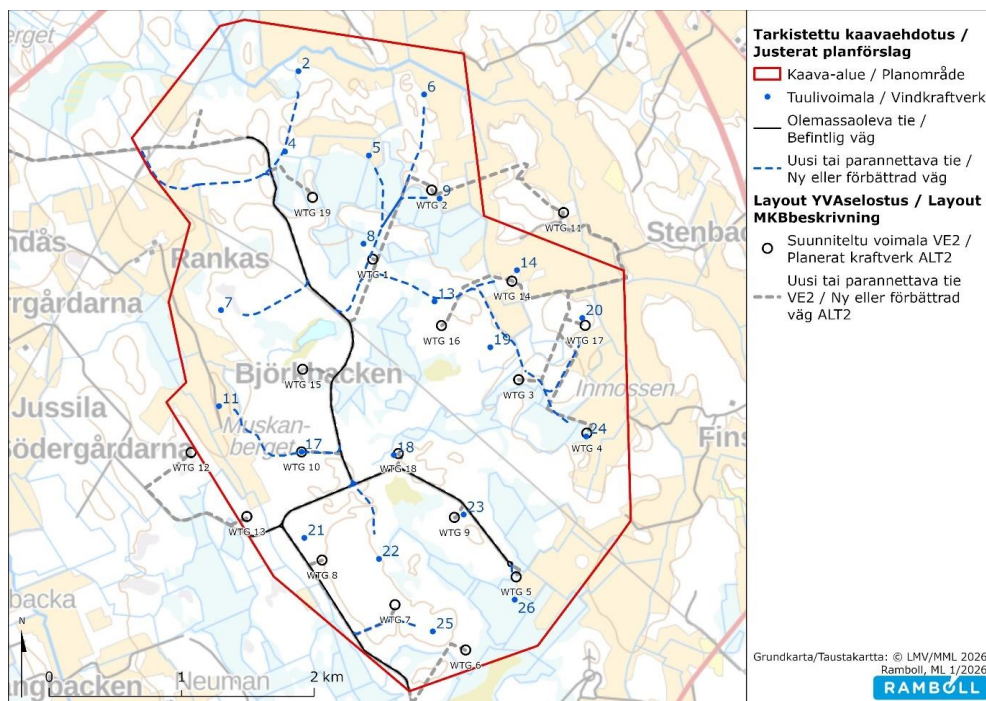 erget
2
6
4
5
WTG 19
WTG 2
9
WTG 11
ndås
Stenbac
Rankas
8
WTG 1
14
WTG 14
rrgårdarna
7
13
20
WTG 16
WTG 17
19
Björkbacken
WTG 15
WTG 3
Inmossen
Jussila
11
Muskan-
berget
Södergårdarna
17
18
24
Fins
WTG 12
WTG 10
WTG 18
WTG 4
23
WTG 13
WTG 9
21
22
WTG 8
WTG 5
backa
26
WTG 7
25
WTG 6
N
0
1
2 km
ångbacken
Neuman
Tarkistettu kaavaehdotus /
Justerat planförslag
Kaava-alue / Planområde
Tuulivoimala / Vindkraftverk
Olemassaoleva tie /
Befintlig väg
Uusi tai parannettava tie /
Ny eller förbättrad väg
Layout YVAselostus / Layout
MKBbeskrivning
Suunniteltu voimala VE2 /
Planerat kraftverk ALT2
Uusi tai parannettava tie
VE2 / Ny eller förbättrad
väg ALT2
Grundkarta/Taustakartta: © LMV/MML 2026
Ramboll, ML 1/2026
RAMBOLL